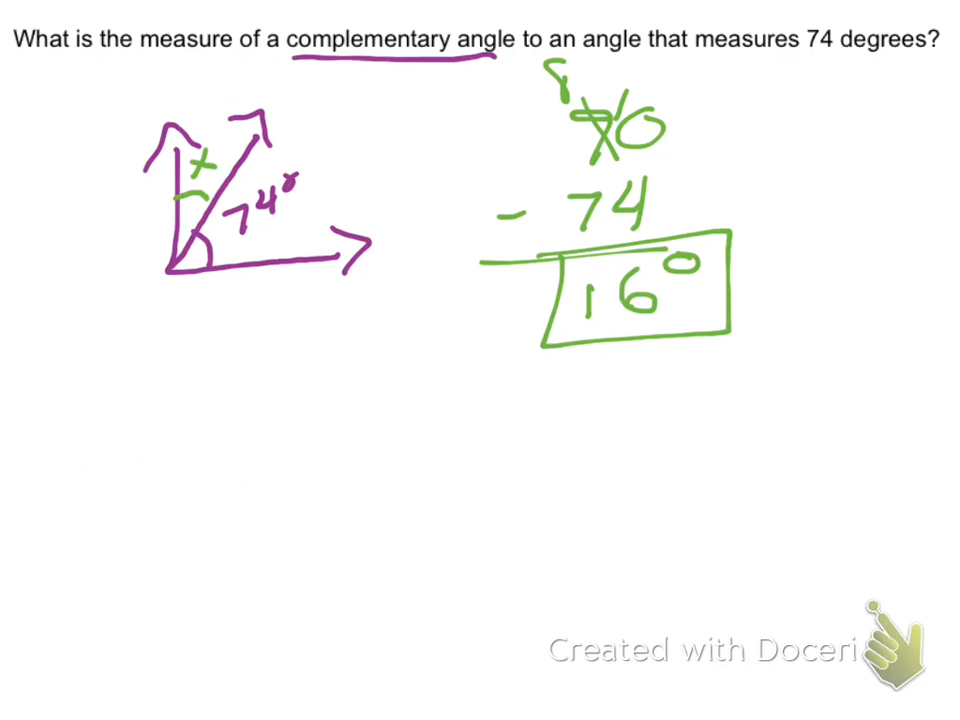 What is the measure of a complementary angle to an angle that measures 74 degrees?
8
90
x
74°
- 74
16°
Created with Doceri